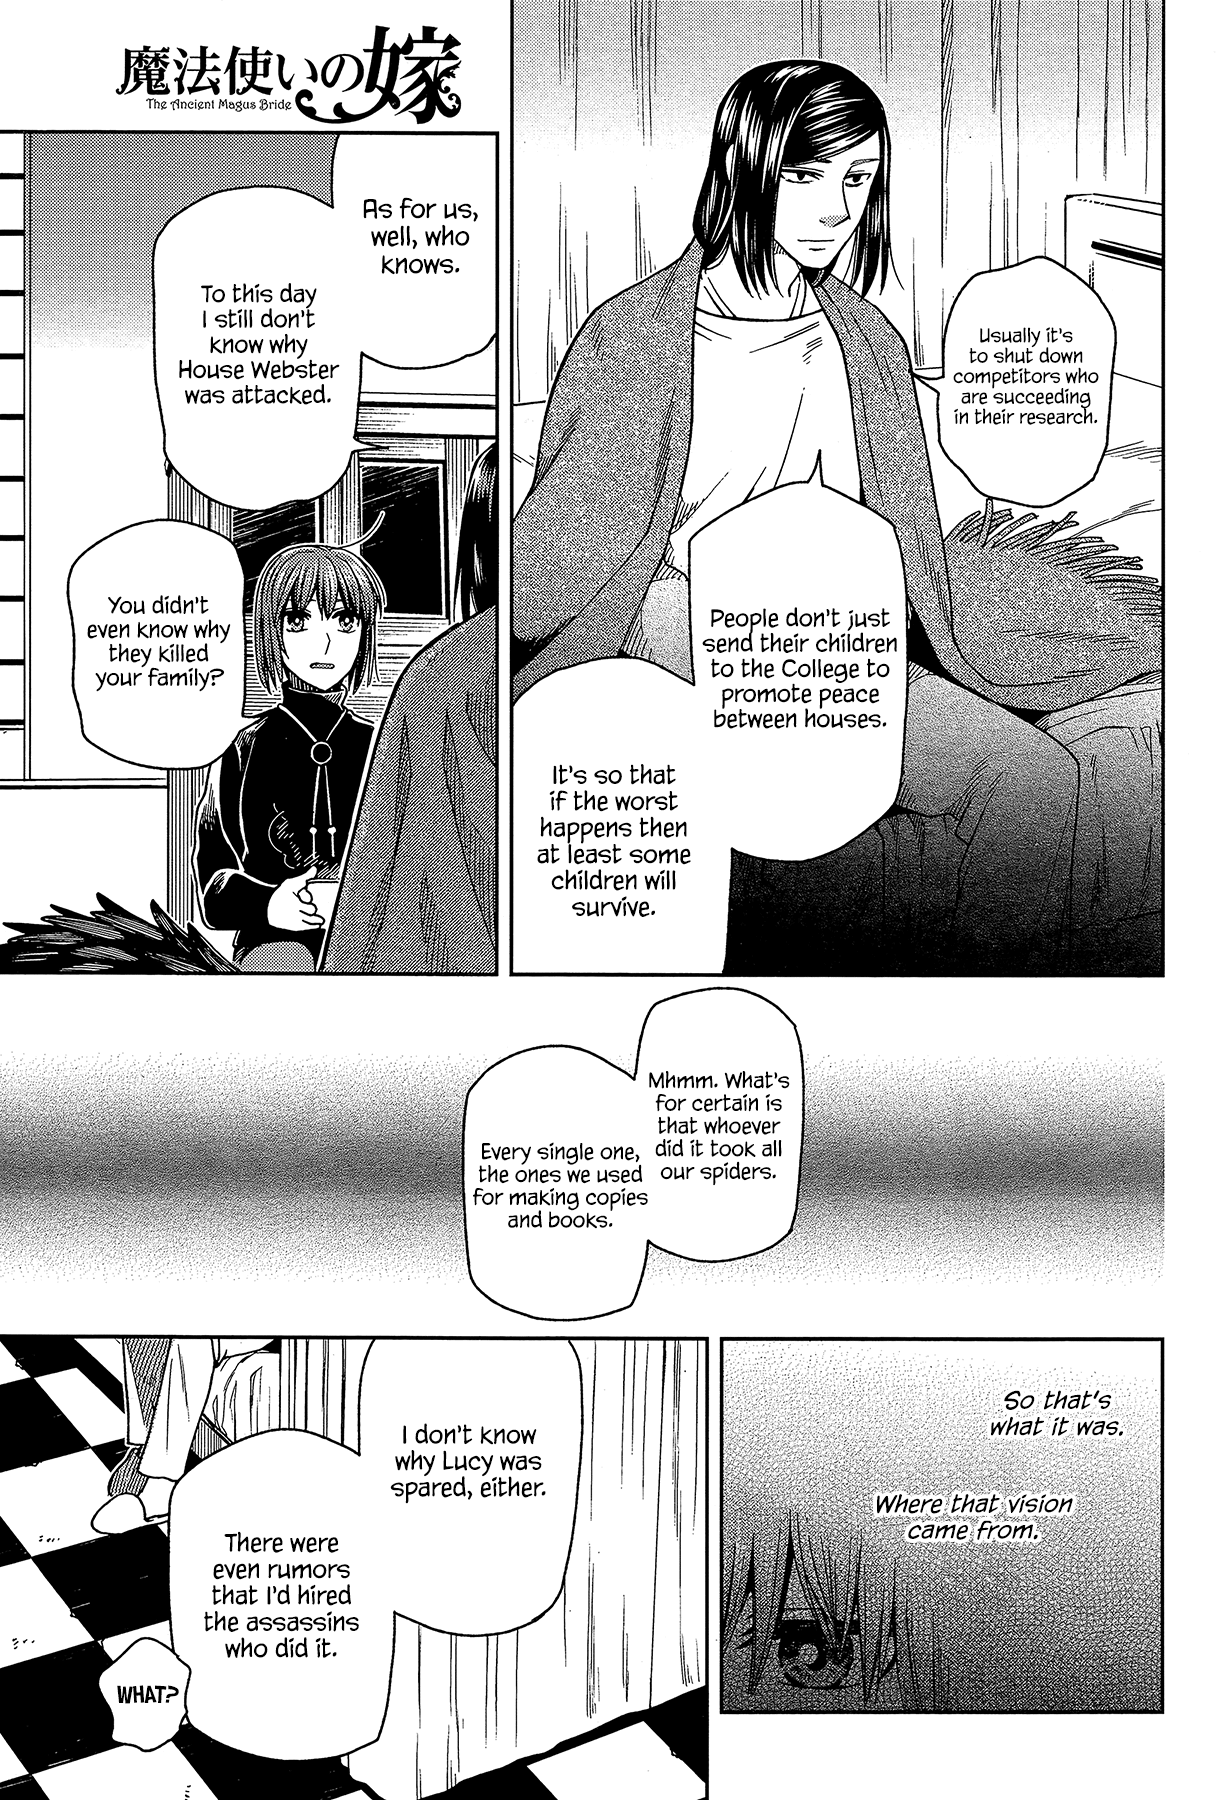 魔法使いの嫁
The Ancient Magus Bride
Usually it's
to shut down
competitors who
are succeeding
in their research.
People don't just
send their children
to the College to
promote peace
between houses.
It's so that
if the worst
happens then
at least some
children will
survive.
As for us,
well, who
knows.
To this day
I still don't
know why
House Webster
was attacked.
You didn't
even know why
they killed
your family?
Mhmm. What's
for certain is
that whoever
did it took all
our spiders.
Every single one,
the ones we used
for making copies
and books.
So that's
what it was.
Where that vision
came from.
I don't know
why Lucy was
spared, either.
There were
even rumors
that I'd hired
the assassins
who did it.
WHAT?